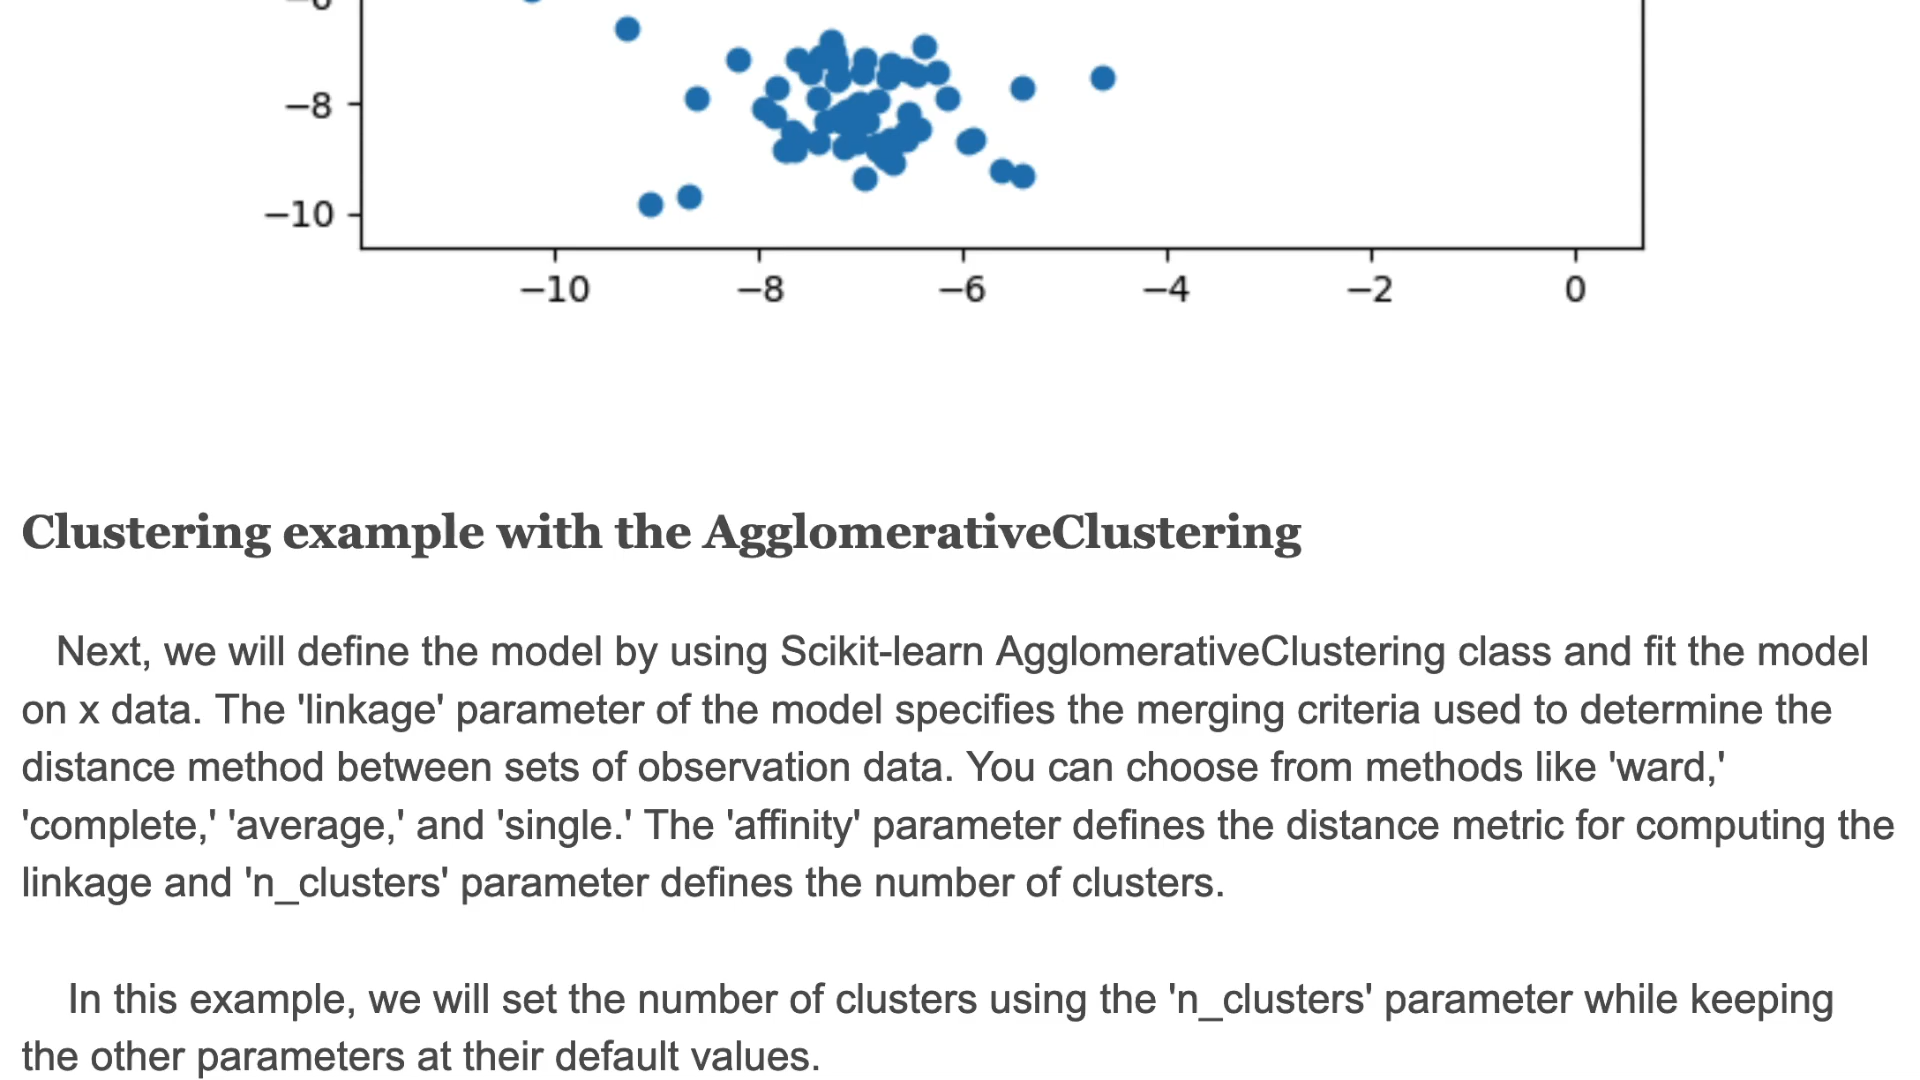 −8
−10
−10 −8 −6 −4 −2 0
Clustering example with the AgglomerativeClustering
Next, we will define the model by using Scikit-learn AgglomerativeClustering class and fit the model
on x data. The 'linkage' parameter of the model specifies the merging criteria used to determine the
distance method between sets of observation data. You can choose from methods like 'ward,'
'complete,' 'average,' and 'single.' The 'affinity' parameter defines the distance metric for computing the
linkage and 'n_clusters' parameter defines the number of clusters.
In this example, we will set the number of clusters using the 'n_clusters' parameter while keeping
the other parameters at their default values.